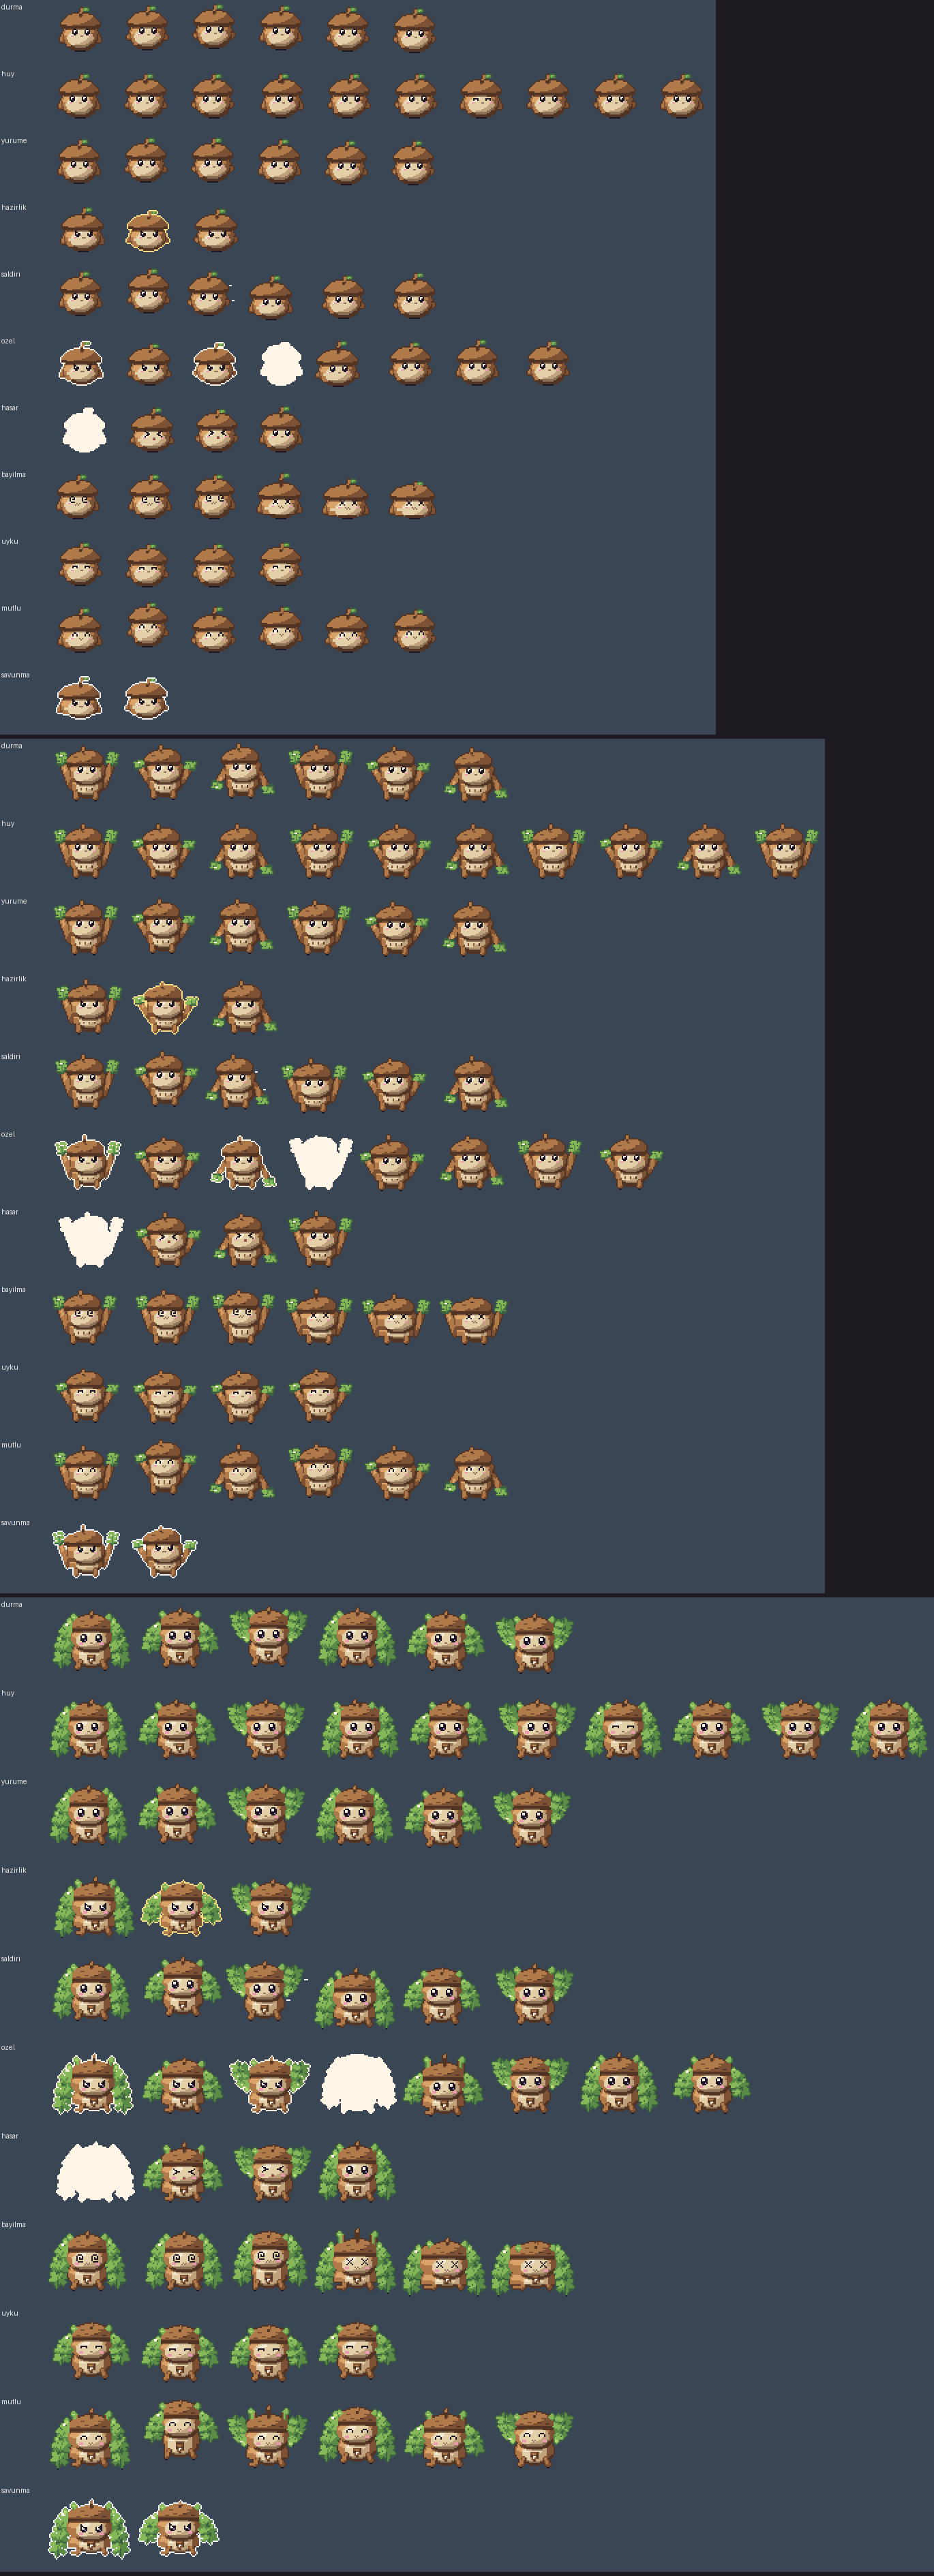 durma
huy
yurume
hazirlik
saldiri
ozel
hasar
bayilma
uyku
mutlu
savunma
durma
huy
yurume
hazirlik
saldiri
ozel
hasar
bayilma
uyku
mutlu
savunma
durma
huy
yurume
hazirlik
saldiri
ozel
hasar
bayilma
uyku
mutlu
savunma